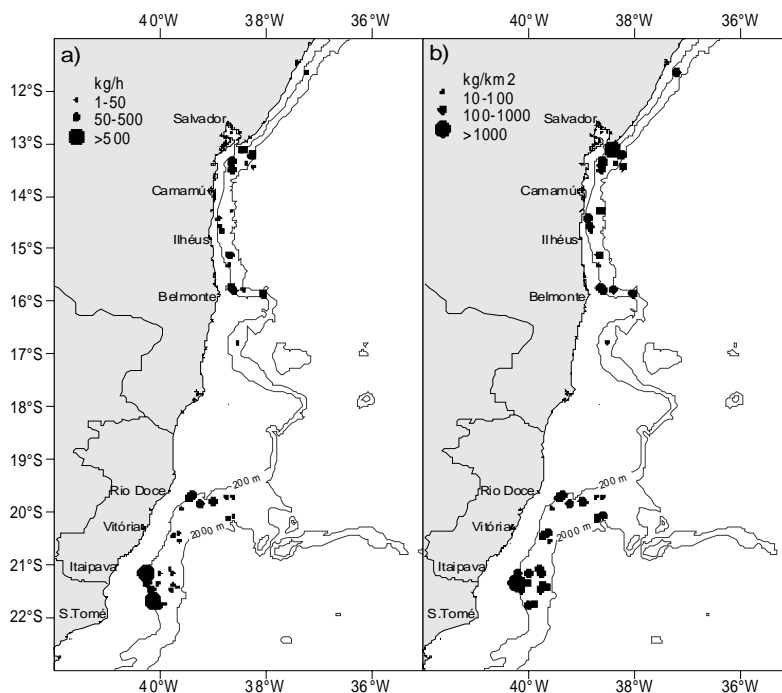 40°W 38°W 36°W 40°W 38°W 36°W
a) b)
kg/h kg/km2
1-50 10-100
50-500 100-1000
>500 >1000
12°S
Salvador Salvador
13°S
Camamú Camamú
14°S
Ilhéus Ilhéus
15°S
Belmonte Belmonte
16°S
17°S
18°S
19°S
Rio Doce 200 m Rio Doce 200 m
20°S
Vitória 2000 m Vitória 2000 m
Itaipava Itaipava
21°S
S.Tomé S.Tomé
22°S
40°W 38°W 36°W 40°W 38°W 36°W